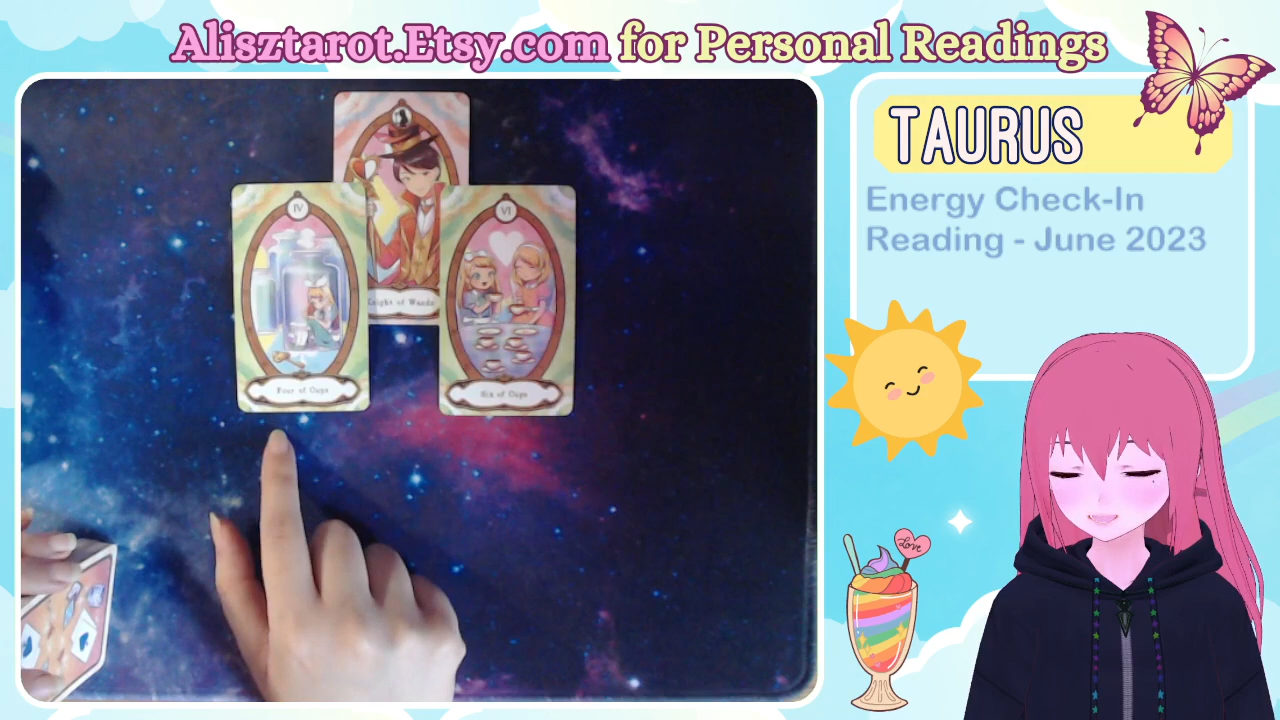 Alisztarot.Etsy.com for Personal Readings
TAURUS
Energy Check-In
Reading - June 2023
IV
VI
Knight of Wands
Four of Cups
Six of Cups
Love